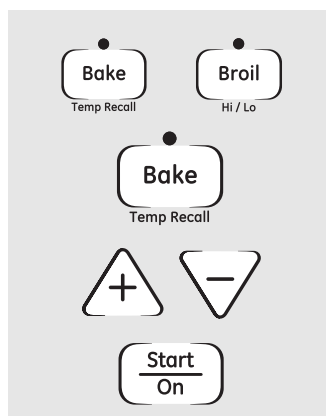 Bake Broil
Temp Recall Hi / Lo
Bake
Temp Recall
+ −
Start
On